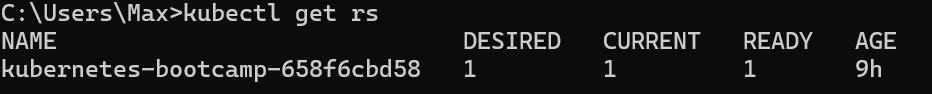 C:\Users\Max>kubectl get rs
NAME DESIRED CURRENT READY AGE
kubernetes-bootcamp-658f6cbd58 1 1 1 9h